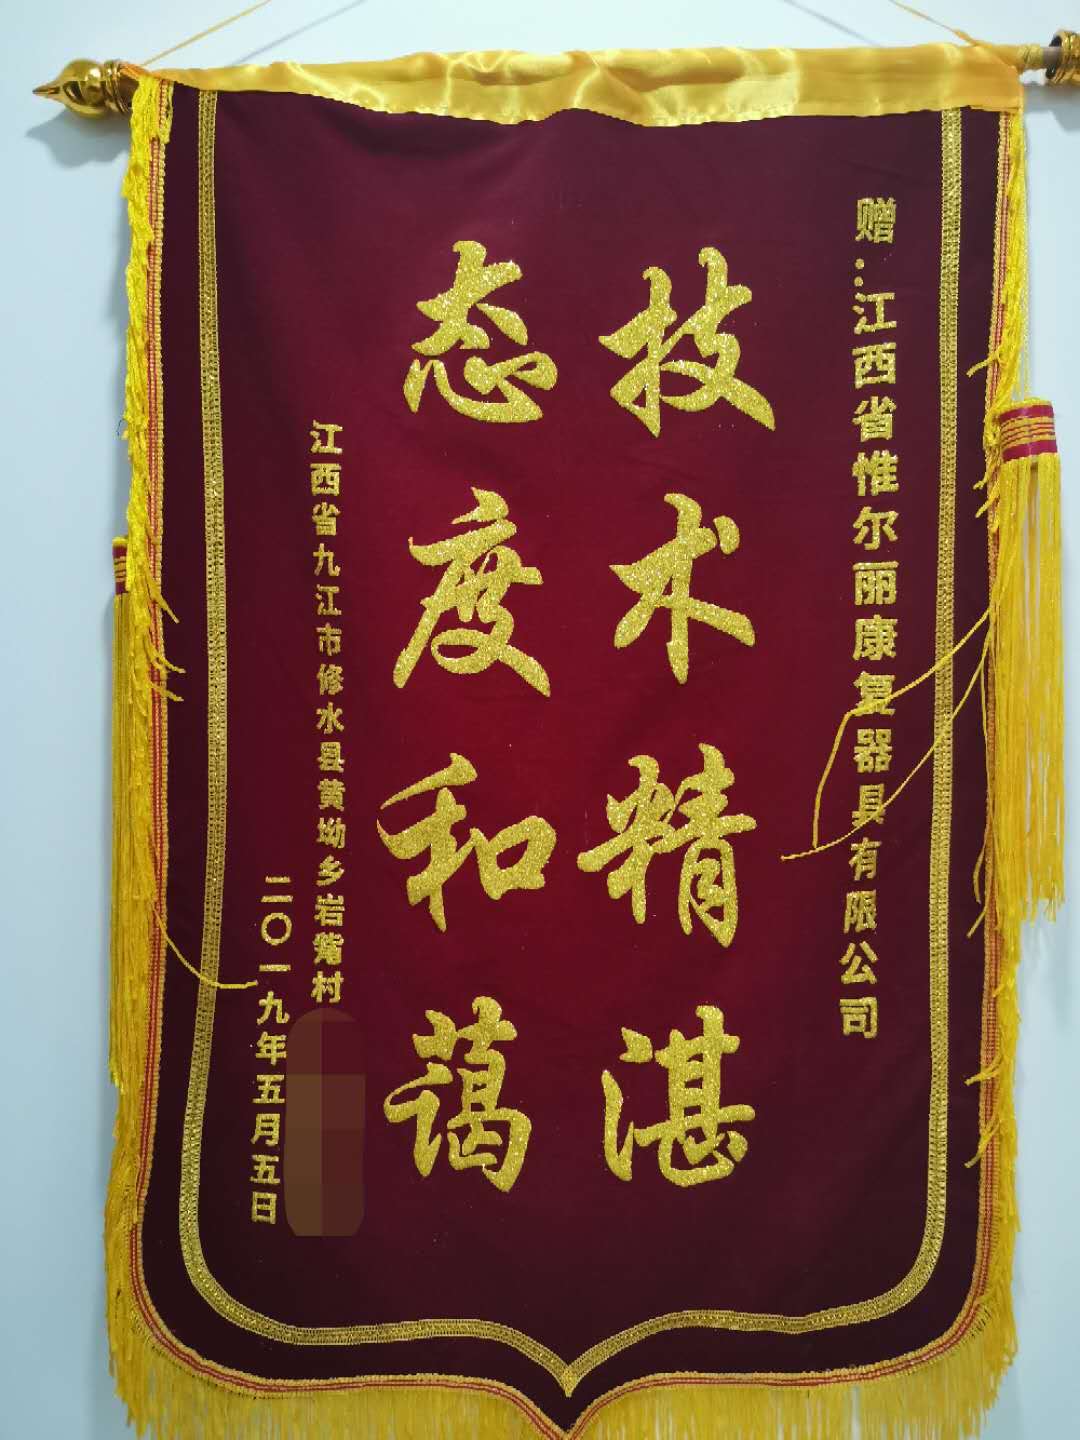 赠:江西省惟尔丽康复器具有限公司
技术精湛
态度和蔼
江西省九江市修水县黄坳乡岩背村
二〇一九年五月五日